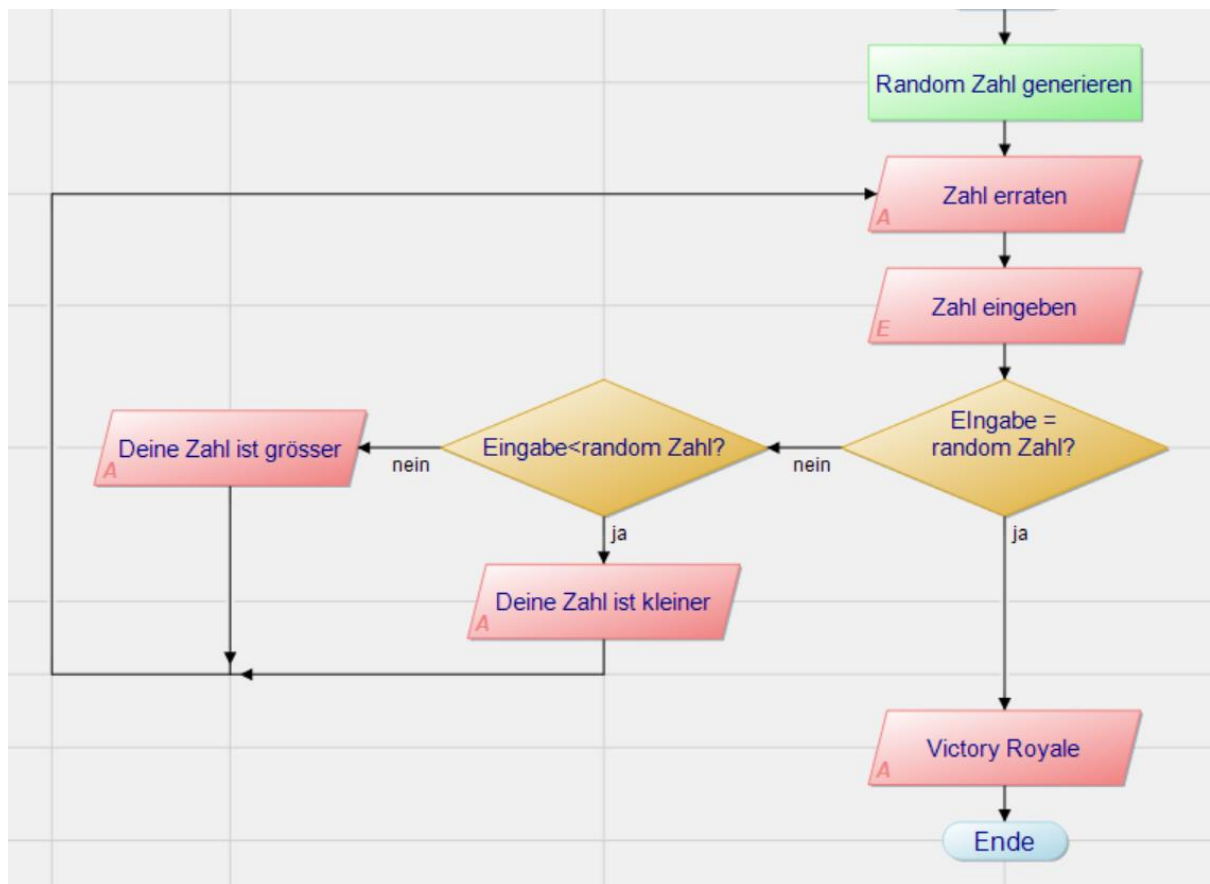 Random Zahl generieren
Zahl erraten
A
Zahl eingeben
E
EIngabe =
random Zahl?
nein
ja
Eingabe<random Zahl?
nein
ja
Deine Zahl ist grösser
A
Deine Zahl ist kleiner
A
Victory Royale
A
Ende